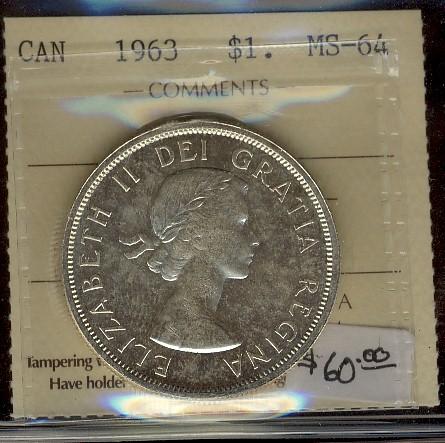 CAN 1963 $1. MS-64
COMMENTS
ELIZABETH II DEI GRATIA REGINA
A
Tampering
Have holder
$60.00